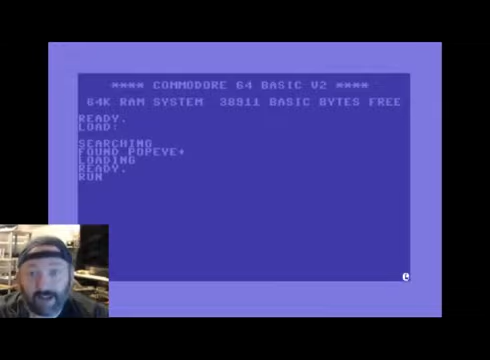 **** COMMODORE 64 BASIC V2 ****
64K RAM SYSTEM 38911 BASIC BYTES FREE
READY.
LOAD:
SEARCHING
FOUND POPEYE+
LOADING
READY.
RUN